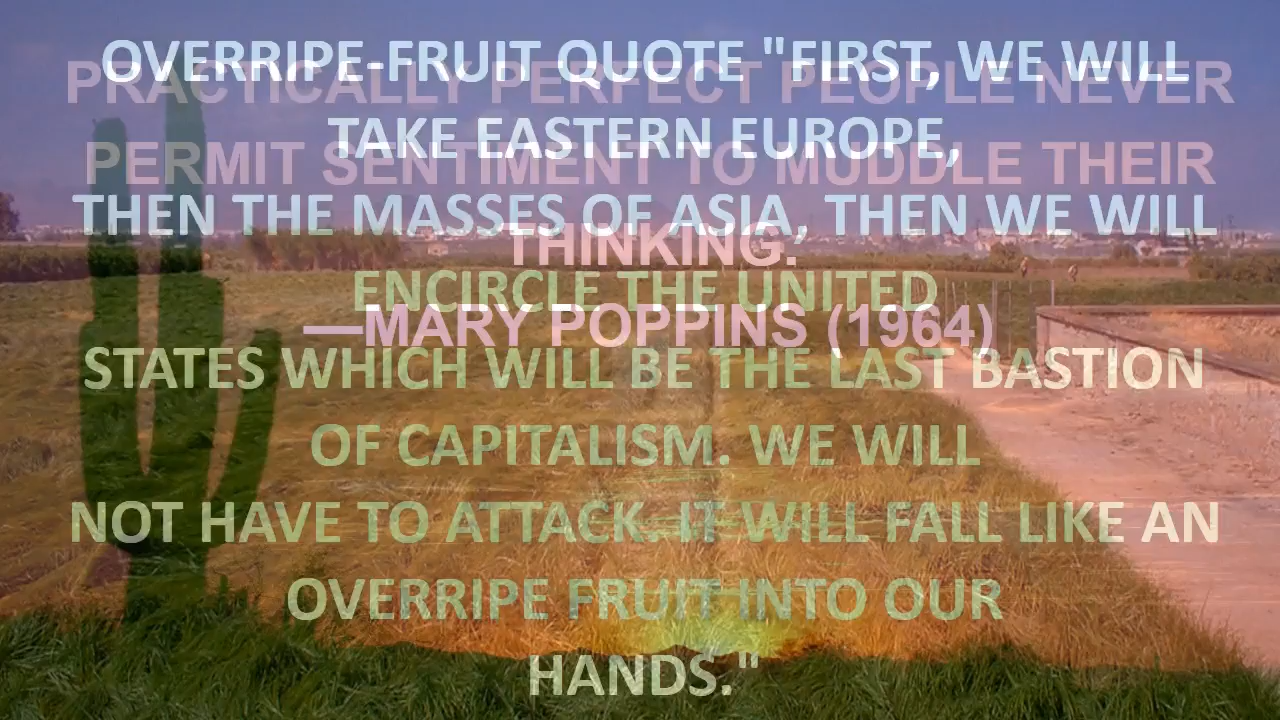 OVERRIPE-FRUIT QUOTE "FIRST, WE WILL
TAKE EASTERN EUROPE,
THEN THE MASSES OF ASIA, THEN WE WILL
ENCIRCLE THE UNITED
STATES WHICH WILL BE THE LAST BASTION
OF CAPITALISM. WE WILL
NOT HAVE TO ATTACK. IT WILL FALL LIKE AN
OVERRIPE FRUIT INTO OUR
HANDS."
PRACTICALLY PERFECT PEOPLE NEVER
PERMIT SENTIMENT TO MUDDLE THEIR
THINKING.
—MARY POPPINS (1964)